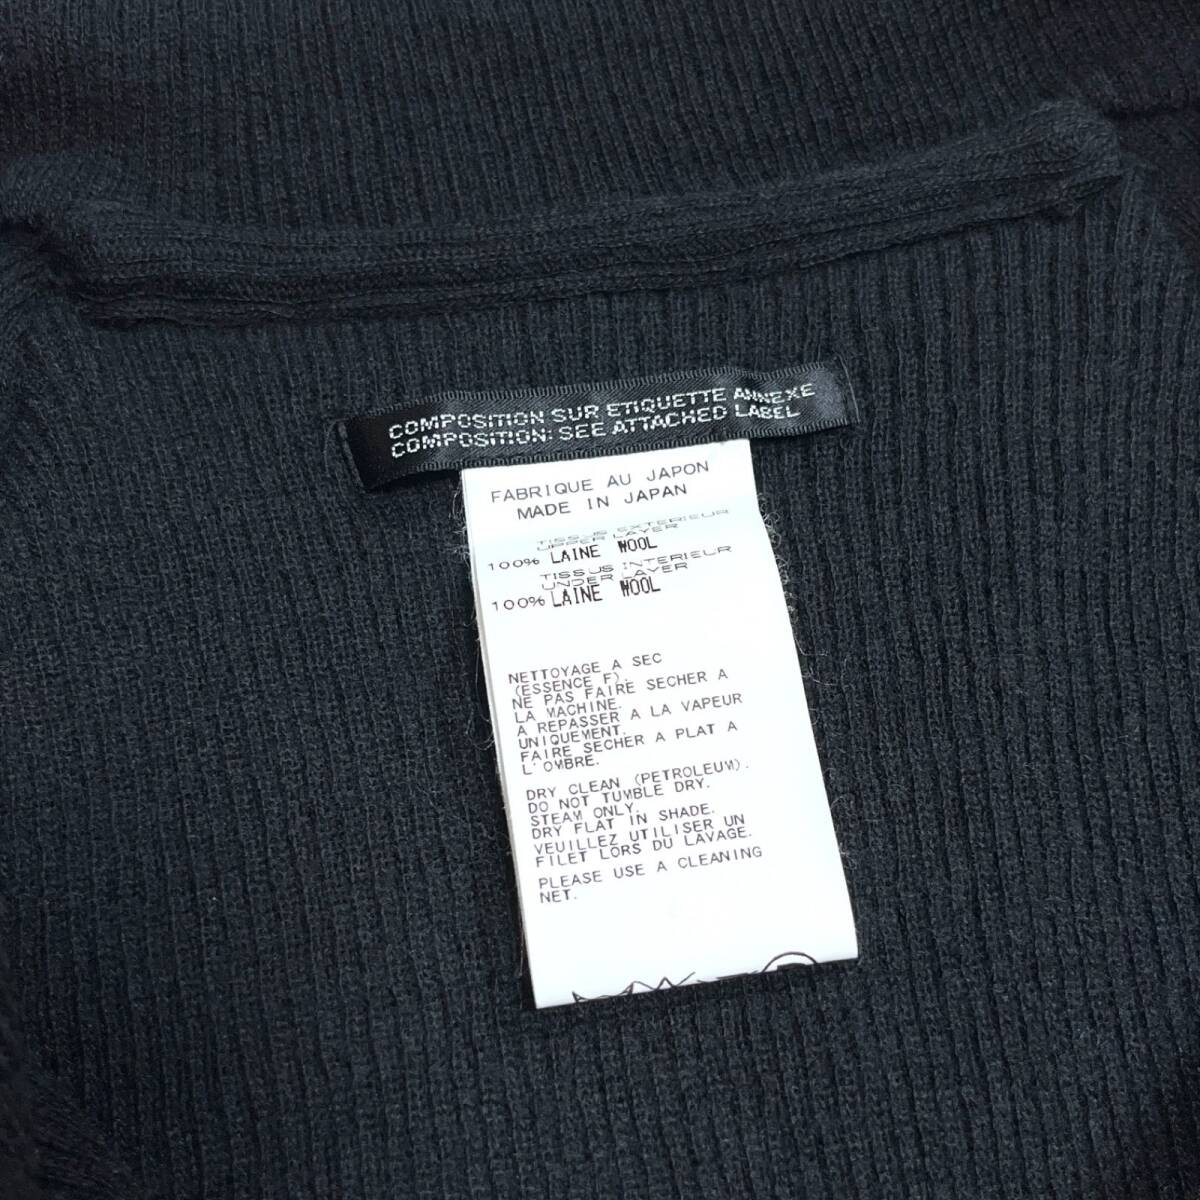 COMPOSITION SUR ETIQUETTE ANNEXE
COMPOSITION: SEE ATTACHED LABEL
FABRIQUE AU JAPON
MADE IN JAPAN
TISSUS EXTERIEUR
UPPER LAYER
100% LAINE WOOL
TISSUS INTERIEUR
UNDER LAYER
100% LAINE WOOL
NETTOYAGE A SEC
(ESSENCE F).
NE PAS FAIRE SECHER A
LA MACHINE.
A REPASSER A LA VAPEUR
UNIQUEMENT.
FAIRE SECHER A PLAT A
L'OMBRE.
DRY CLEAN (PETROLEUM).
DO NOT TUMBLE DRY.
STEAM ONLY.
DRY FLAT IN SHADE.
VEUILLEZ UTILISER UN
FILET LORS DU LAVAGE.
PLEASE USE A CLEANING
NET.